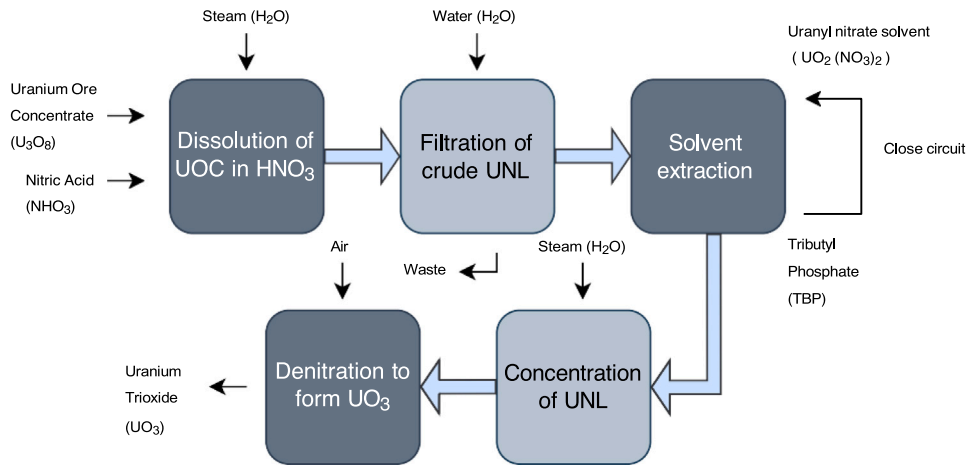 Steam (H2O)
Water (H2O)
Uranyl nitrate solvent
( UO2 (NO3)2 )
Uranium Ore
Concentrate
(U3O8)
Nitric Acid
(NHO3)
Dissolution of
UOC in HNO3
Filtration of
crude UNL
Solvent
extraction
Close circuit
Tributyl
Phosphate
(TBP)
Air
Waste
Steam (H2O)
Uranium
Trioxide
(UO3)
Denitration to
form UO3
Concentration
of UNL